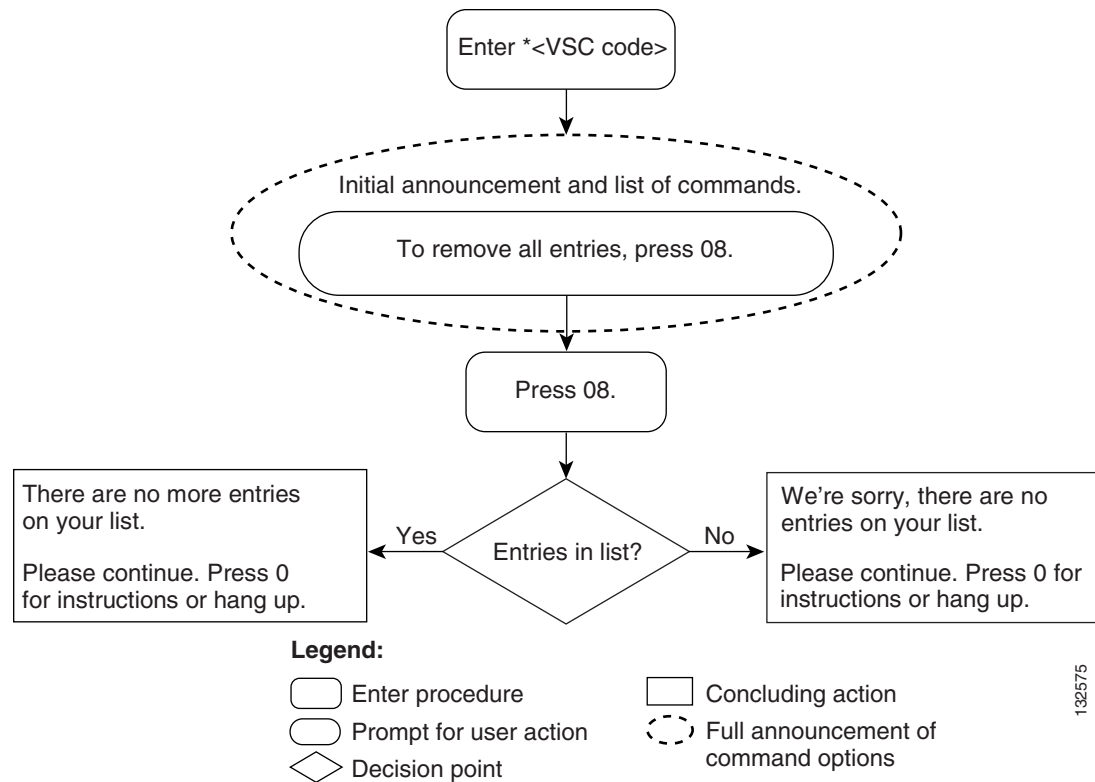 Enter *<VSC code>
Initial announcement and list of commands.
To remove all entries, press 08.
Press 08.
There are no more entries
on your list.
Please continue. Press 0
for instructions or hang up.
Yes
Entries in list?
No
We're sorry, there are no
entries on your list.
Please continue. Press 0 for
instructions or hang up.
Legend:
Enter procedure
Prompt for user action
Decision point
Concluding action
Full announcement of
command options
132575